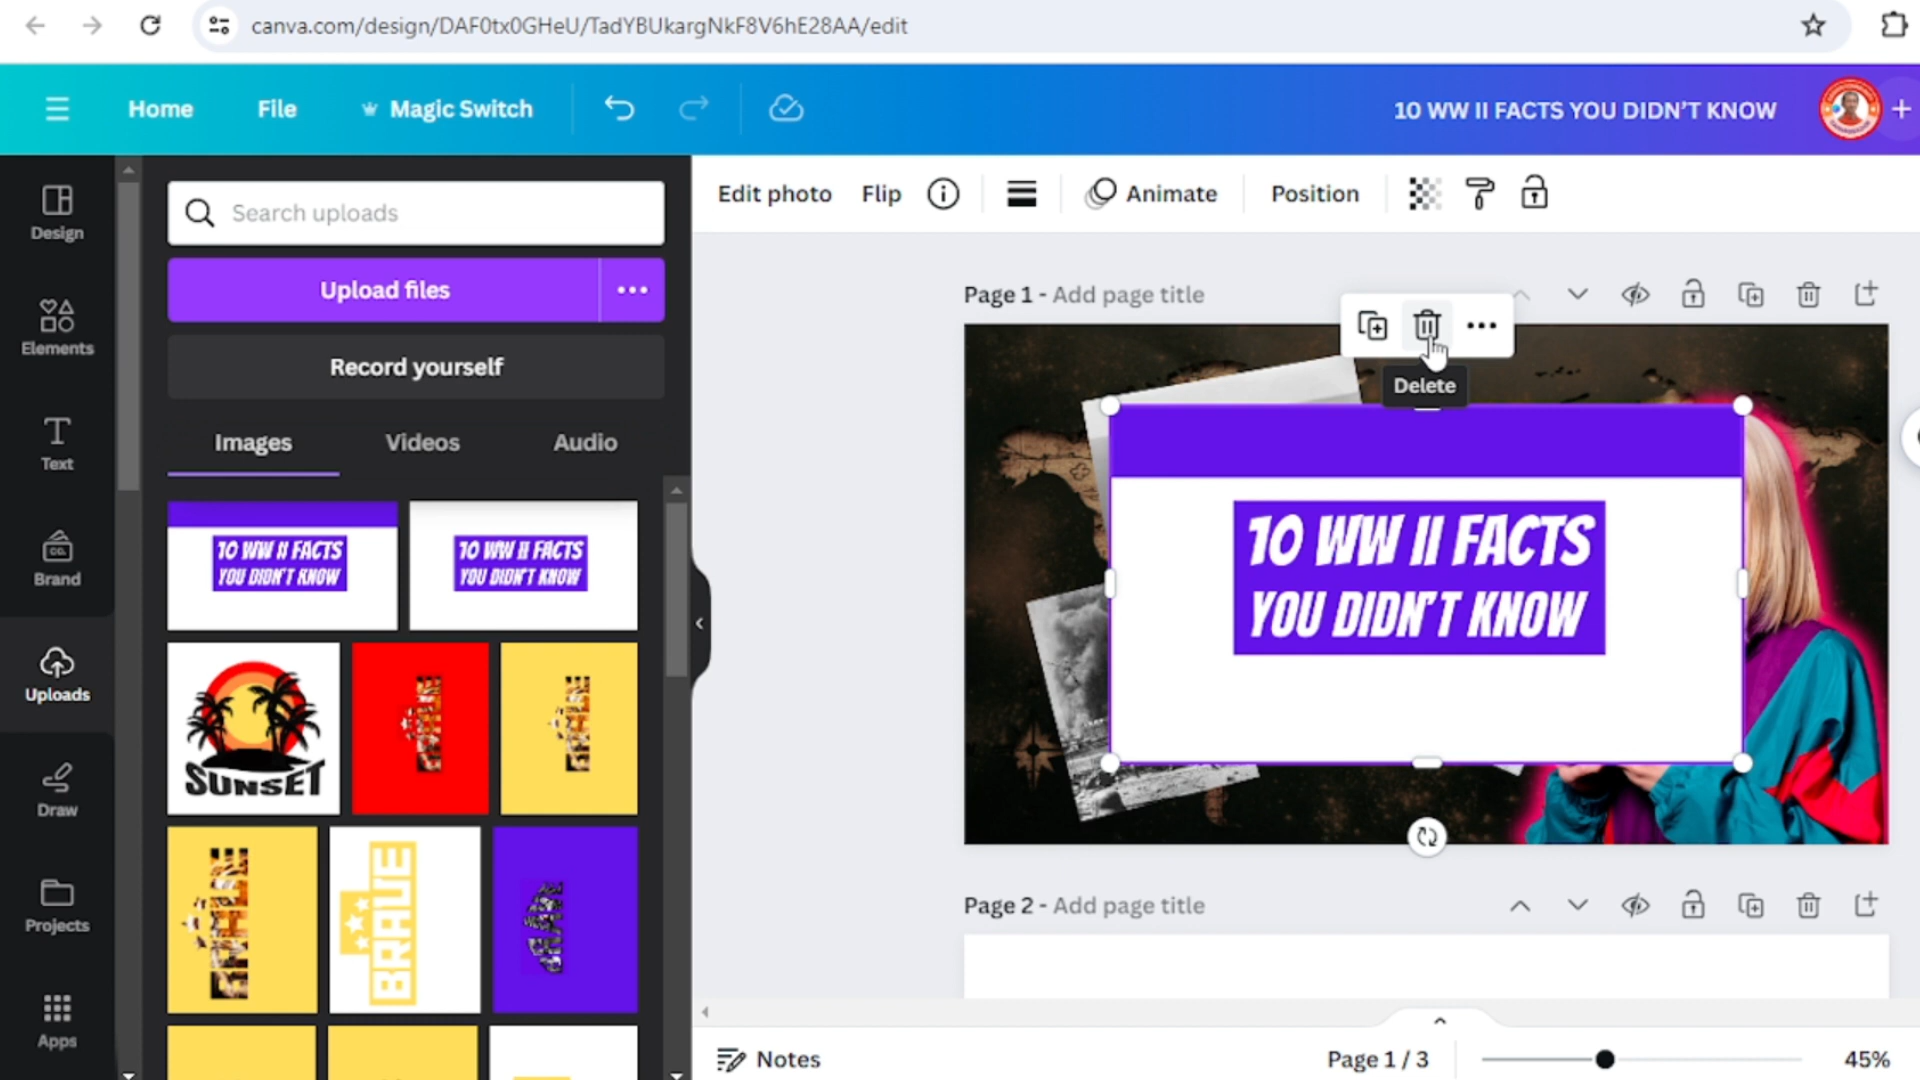 canva.com/design/DAF0tx0GHeU/TadYBUkargNkF8V6hE28AA/edit
Home
File
Magic Switch
10 WW II FACTS YOU DIDN'T KNOW
Design
Elements
Text
Brand
Uploads
Draw
Projects
Apps
Search uploads
Upload files
Record yourself
Images
Videos
Audio
10 WW II FACTS
YOU DIDN'T KNOW
10 WW II FACTS
YOU DIDN'T KNOW
SUNSET
BRAVE
Edit photo
Flip
Animate
Position
Page 1 - Add page title
Delete
10 WW II FACTS
YOU DIDN'T KNOW
Page 2 - Add page title
Notes
Page 1 / 3
45%